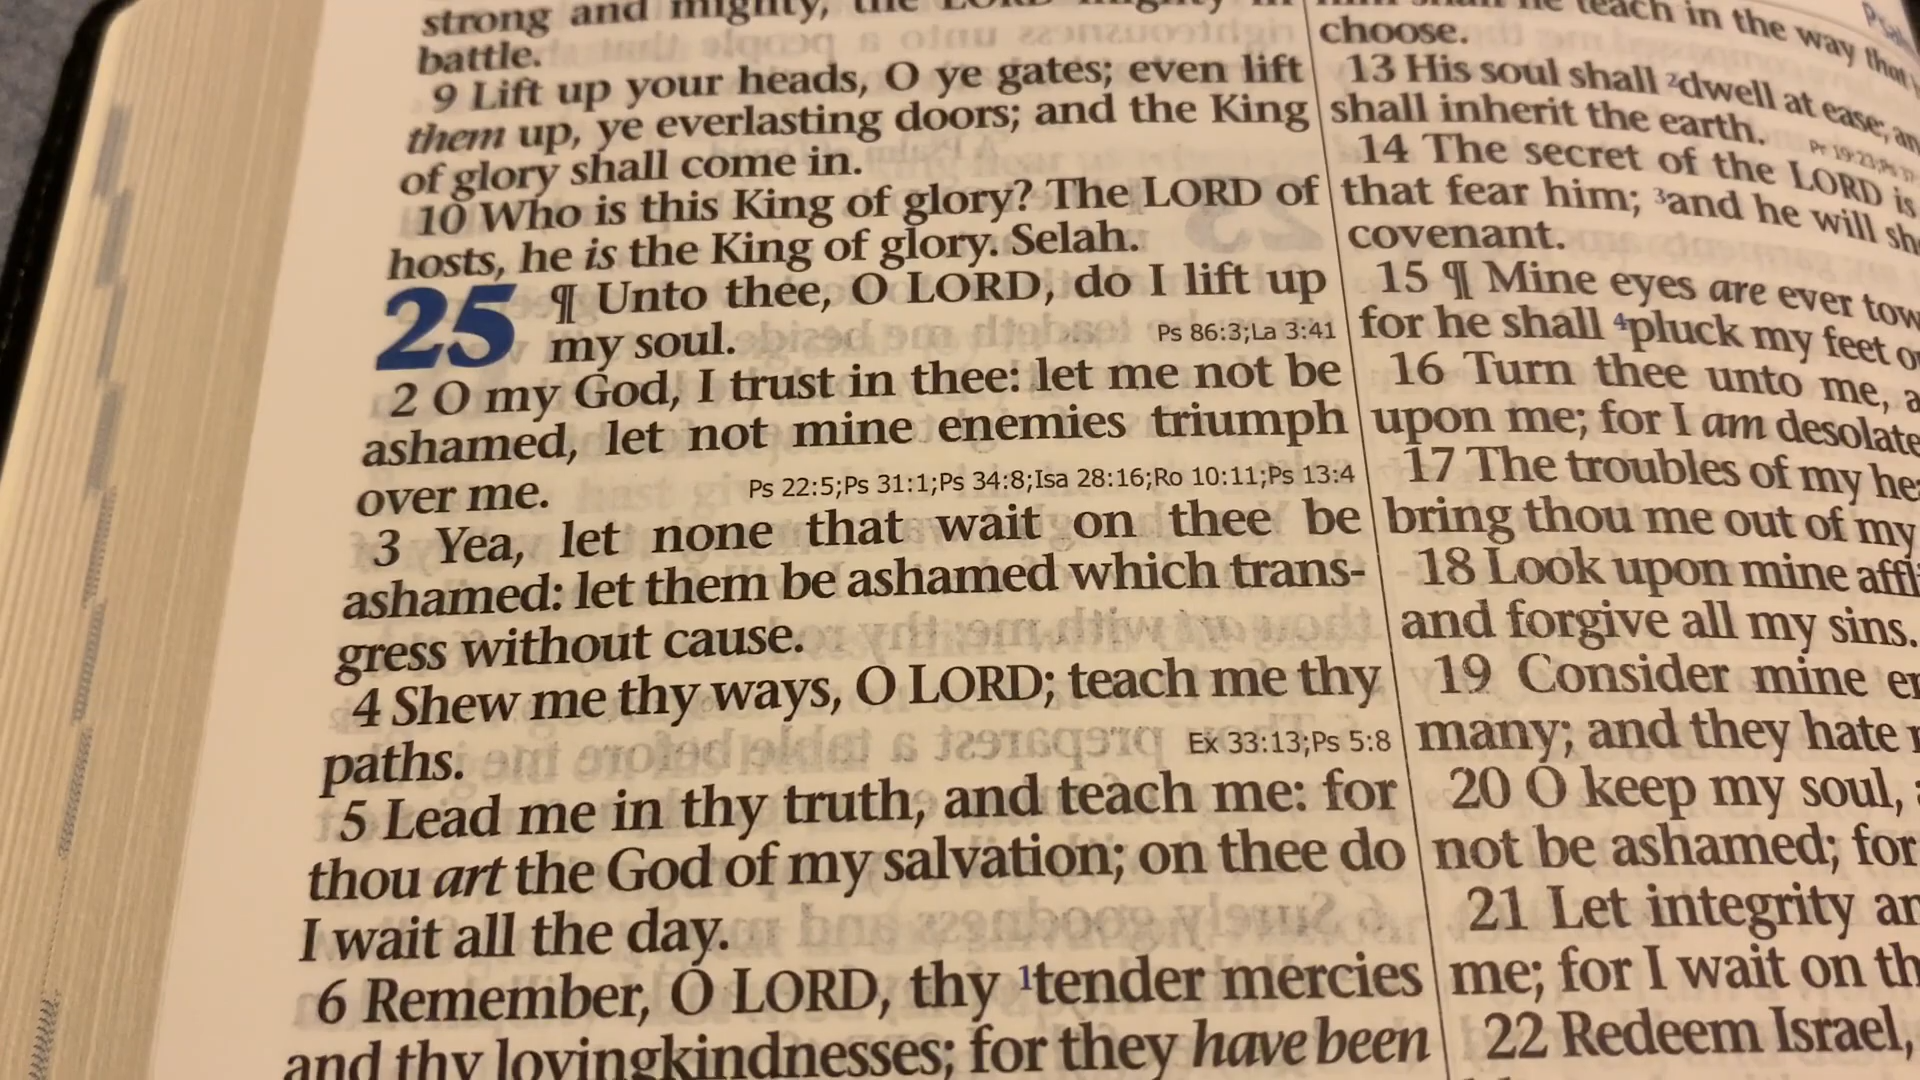 strong and mighty, the LORD mighty in
battle.
9 Lift up your heads, O ye gates; even lift
them up, ye everlasting doors; and the King
of glory shall come in.
10 Who is this King of glory? The LORD of
hosts, he is the King of glory. Selah.
25 ¶ Unto thee, O LORD, do I lift up
my soul. Ps 86:3;La 3:41
2 O my God, I trust in thee: let me not be
ashamed, let not mine enemies triumph
over me. Ps 22:5;Ps 31:1;Ps 34:8;Isa 28:16;Ro 10:11;Ps 13:4
3 Yea, let none that wait on thee be
ashamed: let them be ashamed which trans-
gress without cause.
4 Shew me thy ways, O LORD; teach me thy
paths. Ex 33:13;Ps 5:8
5 Lead me in thy truth, and teach me: for
thou art the God of my salvation; on thee do
I wait all the day.
6 Remember, O LORD, thy ¹tender mercies
and thy lovingkindnesses; for they have been
teach in the way that
choose.
13 His soul shall ²dwell at ease;
shall inherit the earth. Pr 19:23;Ps
14 The secret of the LORD is
that fear him; ³and he will
covenant.
15 ¶ Mine eyes are ever
for he shall ⁴pluck my feet
16 Turn thee unto me,
upon me; for I am desolate
17 The troubles of my
bring thou me out of my
18 Look upon mine
and forgive all my sins.
19 Consider mine
many; and they hate
20 O keep my soul,
not be ashamed; for
21 Let integrity
me; for I wait on
22 Redeem Israel,